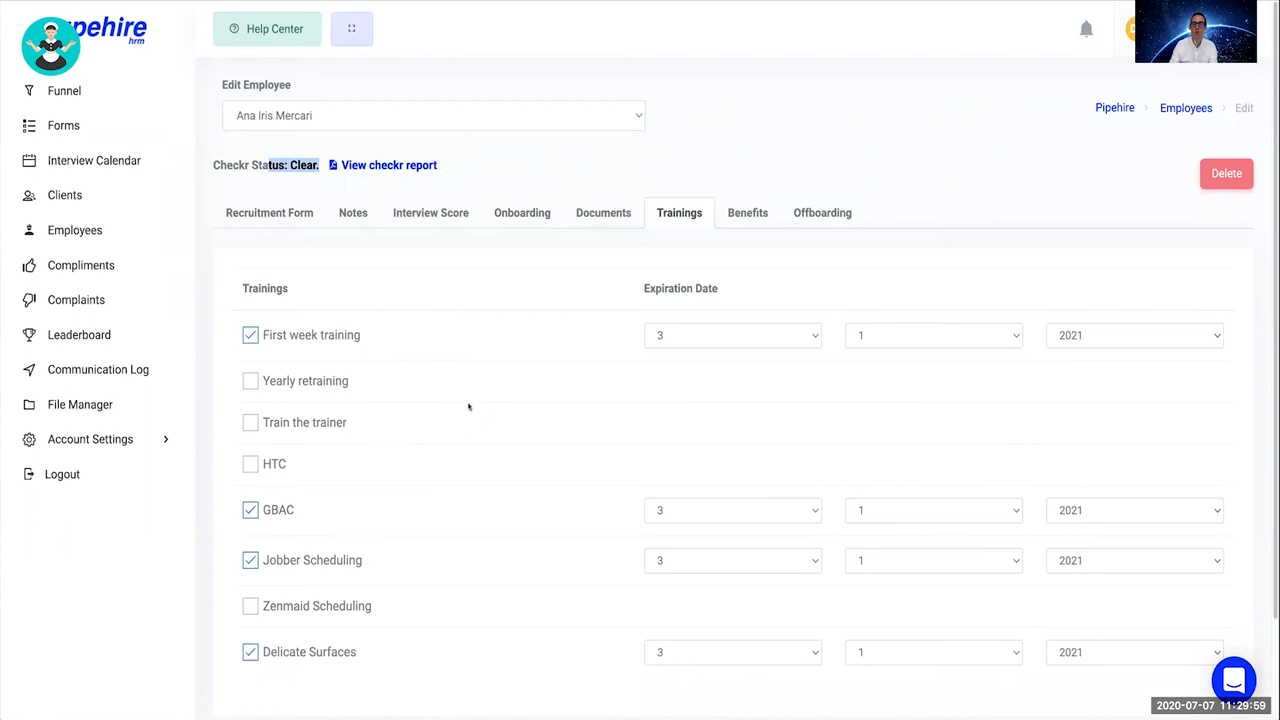 pehire
hrm
Help Center
Funnel
Forms
Interview Calendar
Clients
Employees
Compliments
Complaints
Leaderboard
Communication Log
File Manager
Account Settings
Logout
Edit Employee
Ana Iris Mercari
Pipehire > Employees > Edit
Checkr Status: Clear. View checkr report
Delete
Recruitment Form Notes Interview Score Onboarding Documents Trainings Benefits Offboarding
Trainings Expiration Date
First week training 3 1 2021
Yearly retraining
Train the trainer
HTC
GBAC 3 1 2021
Jobber Scheduling 3 1 2021
Zenmaid Scheduling
Delicate Surfaces 3 1 2021
2020-07-07 11:29:59